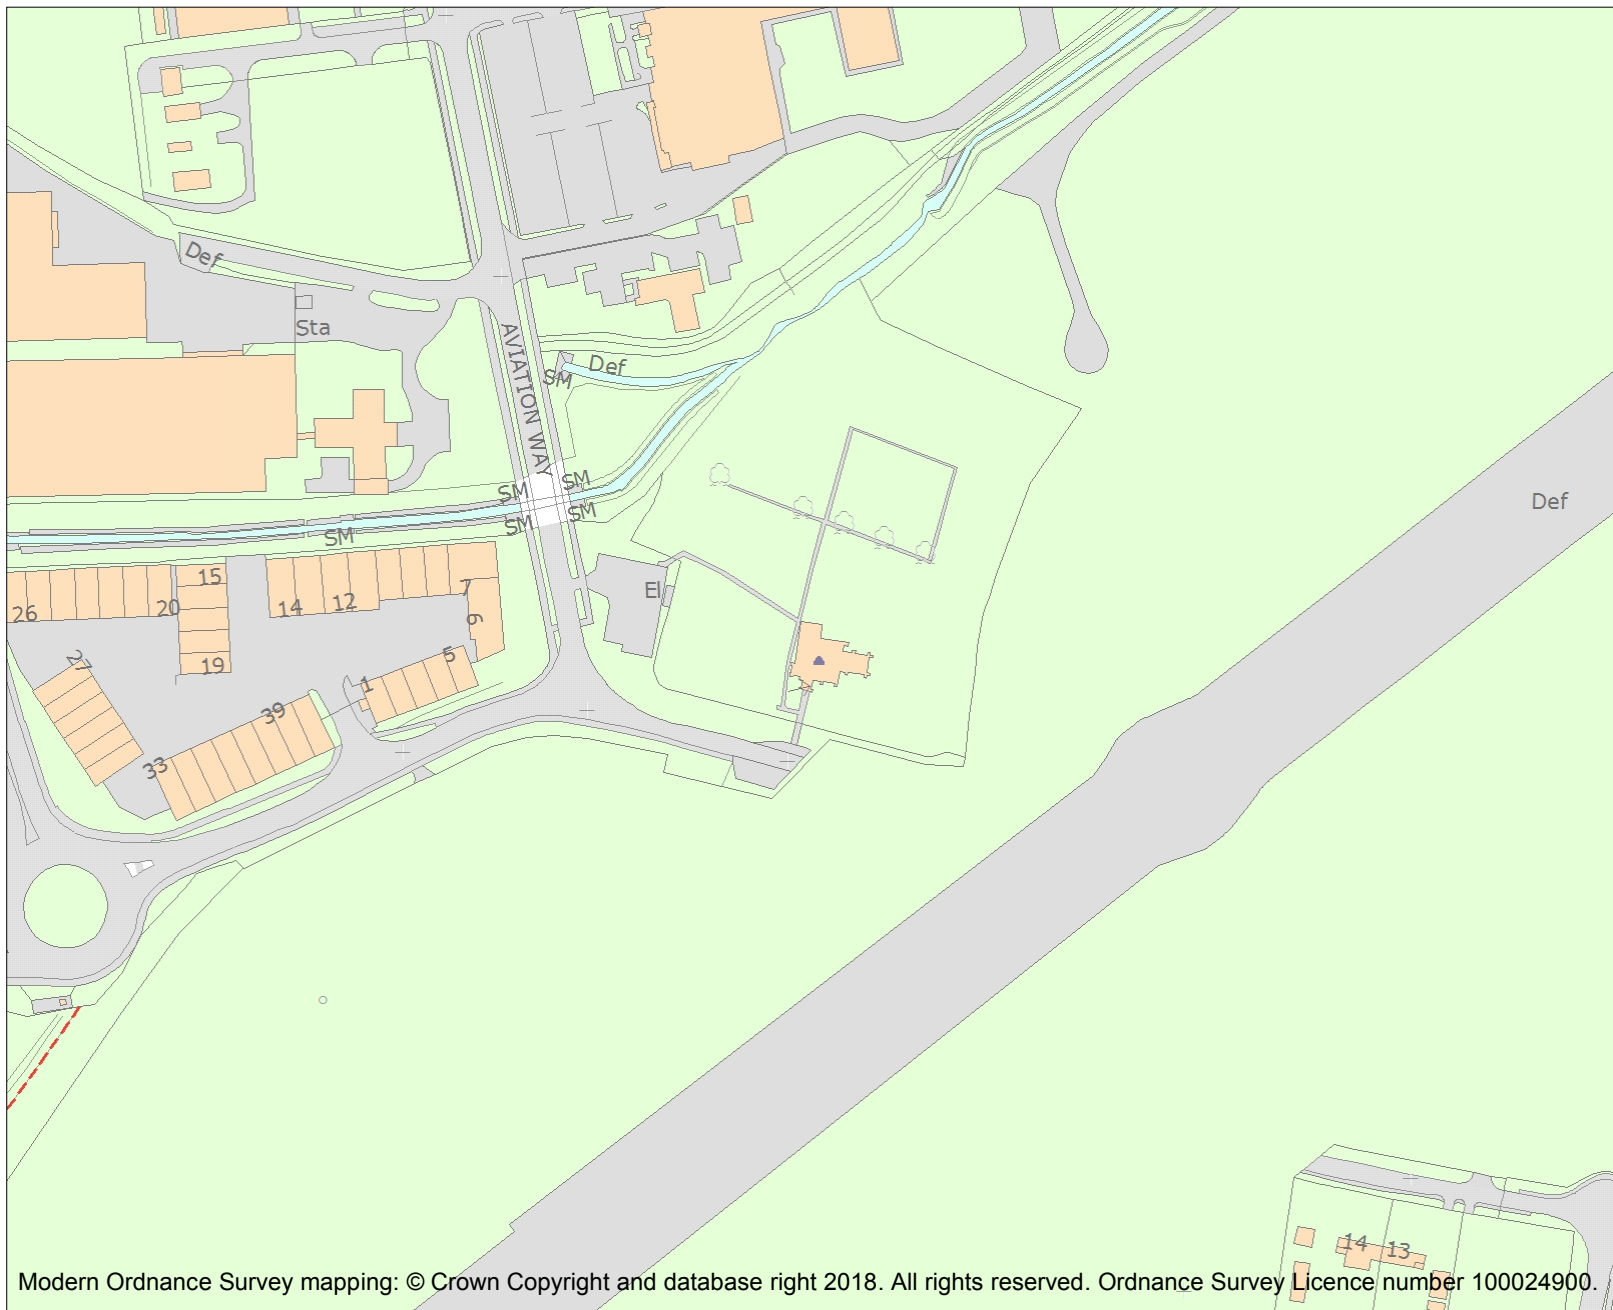 Def
Sta
AVIATION WAY
Def
SM
SM
SM
SM
SM
SM
Def
El
15
26
20
14
12
7
6
19
27
5
1
39
33
14
13
Modern Ordnance Survey mapping: © Crown Copyright and database right 2018. All rights reserved. Ordnance Survey Licence number 100024900.